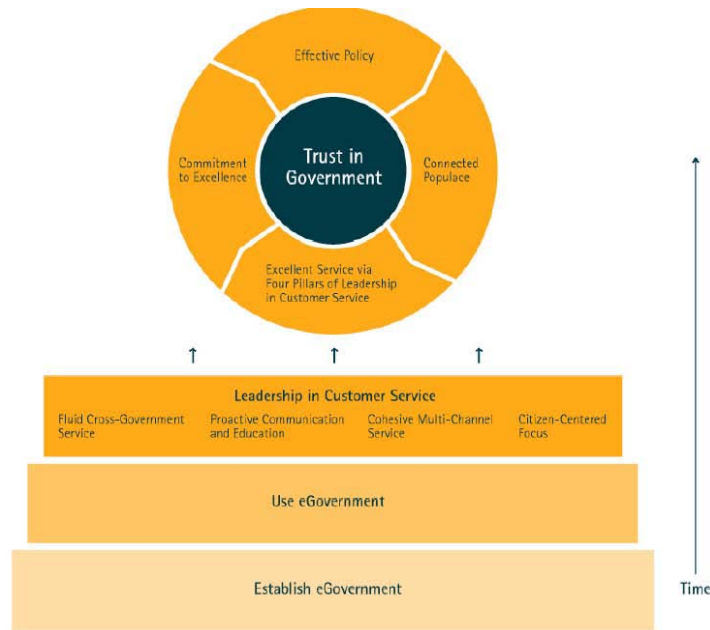 Effective Policy
Trust in
Government
Commitment
to Excellence
Connected
Populace
Excellent Service via
Four Pillars of Leadership
in Customer Service
Leadership in Customer Service
Fluid Cross-Government
Service
Proactive Communication
and Education
Cohesive Multi-Channel
Service
Citizen-Centered
Focus
Use eGovernment
Establish eGovernment
Time